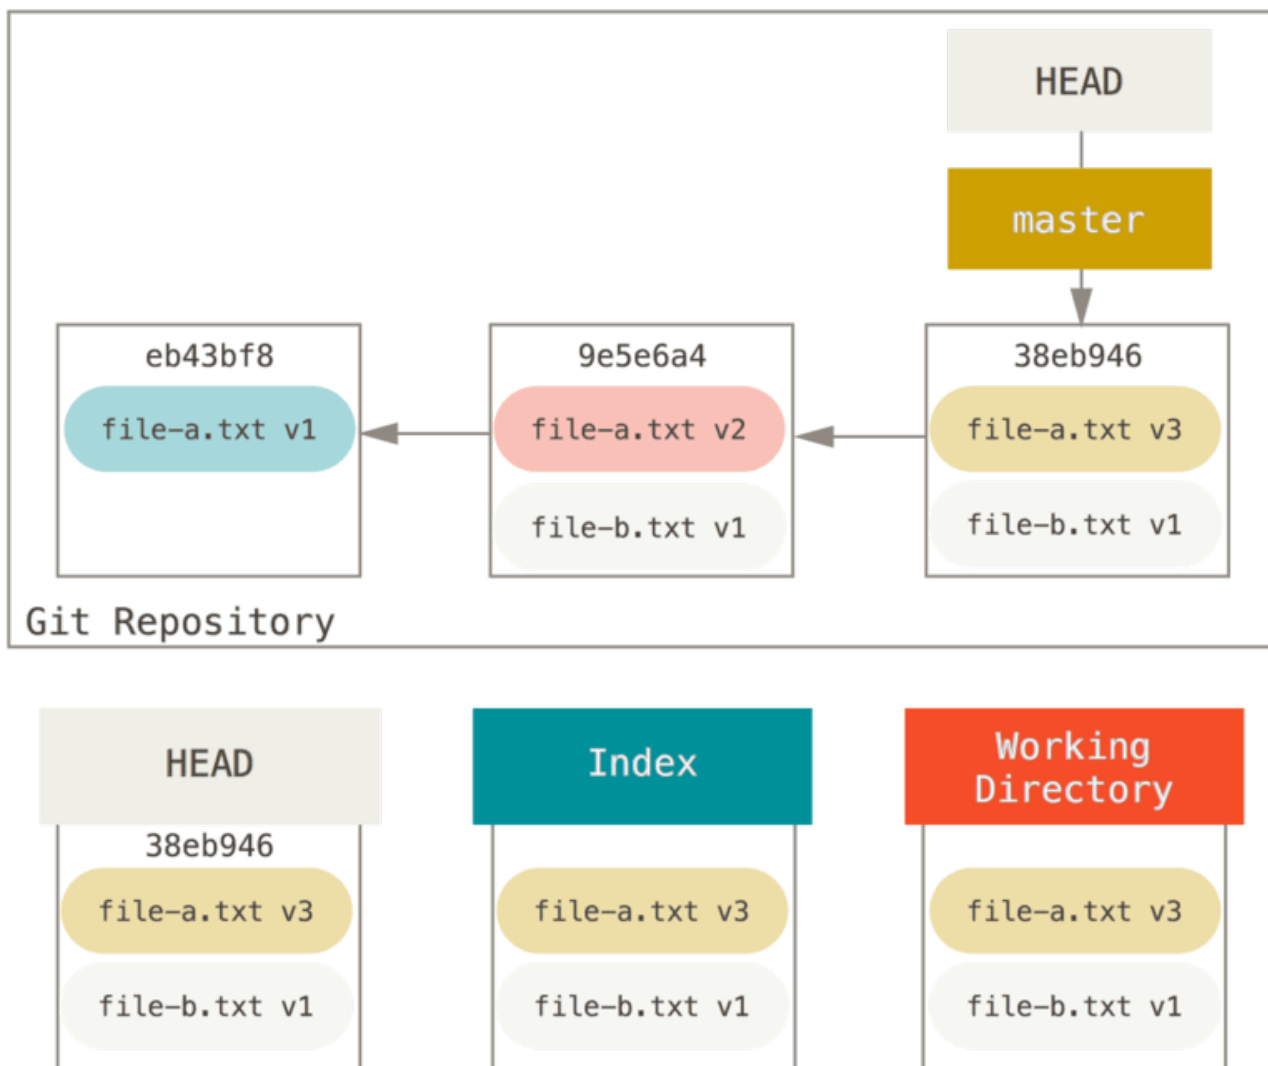 HEAD
master
eb43bf8
9e5e6a4
38eb946
file-a.txt v1
file-a.txt v2
file-a.txt v3
file-b.txt v1
file-b.txt v1
Git Repository
HEAD
Index
Working
Directory
38eb946
file-a.txt v3
file-a.txt v3
file-a.txt v3
file-b.txt v1
file-b.txt v1
file-b.txt v1